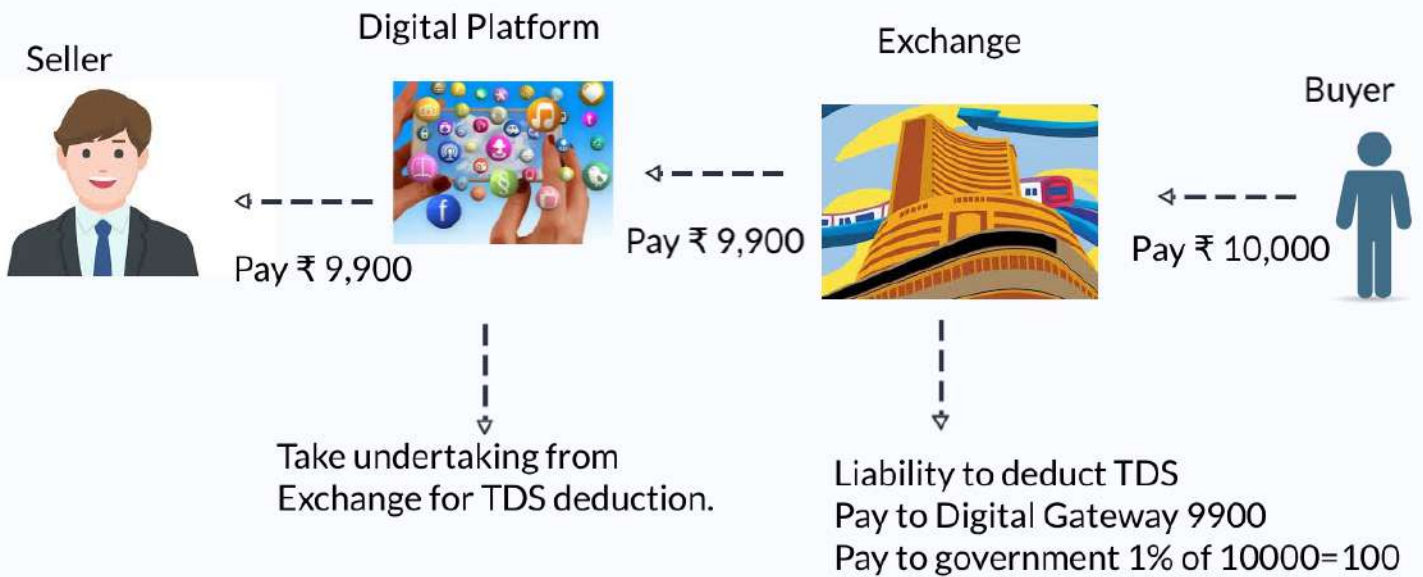 Seller
Digital Platform
Exchange
Buyer
Pay ₹ 9,900
Pay ₹ 9,900
Pay ₹ 10,000
Take undertaking from
Exchange for TDS deduction.
Liability to deduct TDS
Pay to Digital Gateway 9900
Pay to government 1% of 10000=100